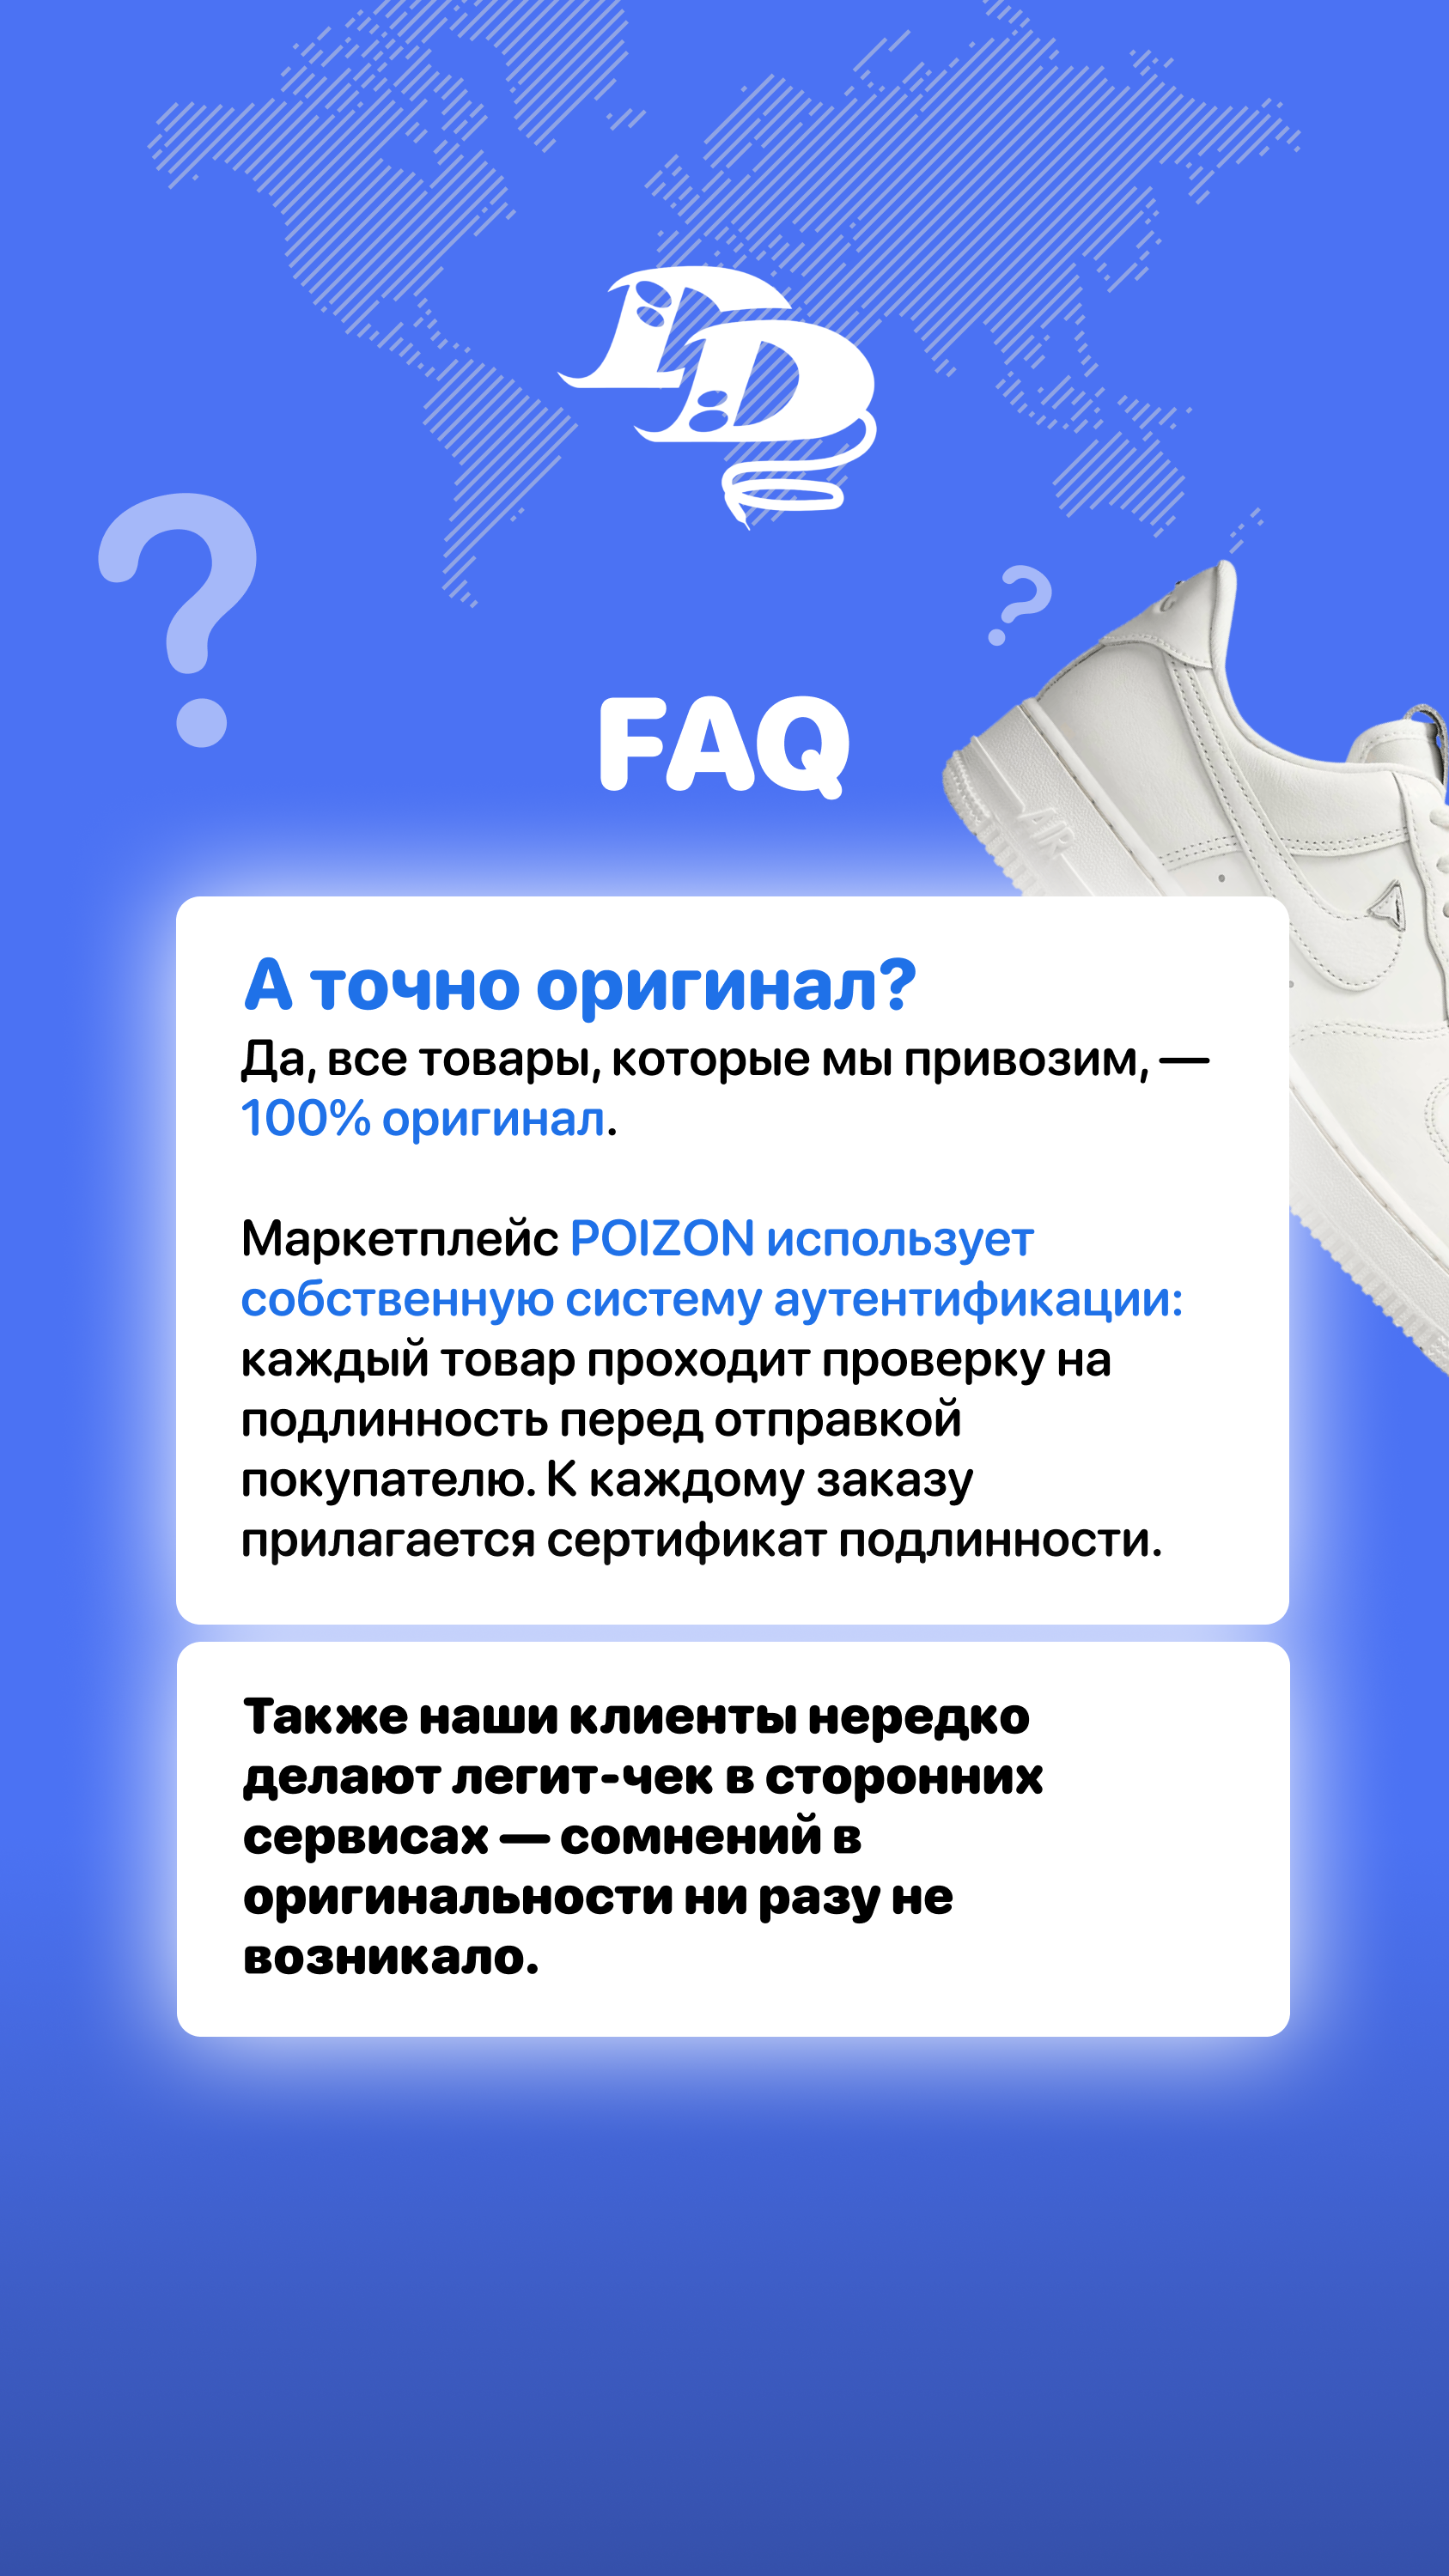 DD
?
?
FAQ
AIR
А точно оригинал?
Да, все товары, которые мы привозим, —
100% оригинал.
Маркетплейс POIZON использует
собственную систему аутентификации:
каждый товар проходит проверку на
подлинность перед отправкой
покупателю. К каждому заказу
прилагается сертификат подлинности.
Также наши клиенты нередко
делают легит-чек в сторонних
сервисах — сомнений в
оригинальности ни разу не
возникало.